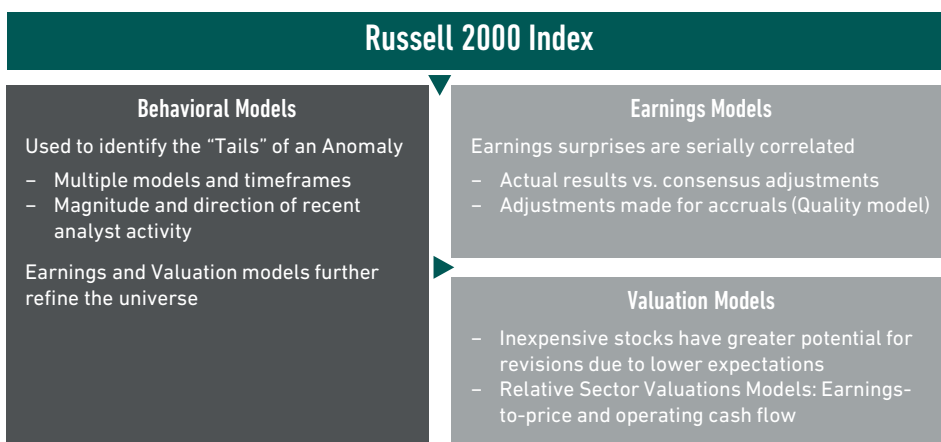 Russell 2000 Index
Behavioral Models
Used to identify the “Tails” of an Anomaly
– Multiple models and timeframes
– Magnitude and direction of recent
analyst activity
Earnings and Valuation models further
refine the universe
Earnings Models
Earnings surprises are serially correlated
– Actual results vs. consensus adjustments
– Adjustments made for accruals (Quality model)
Valuation Models
– Inexpensive stocks have greater potential for
revisions due to lower expectations
– Relative Sector Valuations Models: Earnings-
to-price and operating cash flow